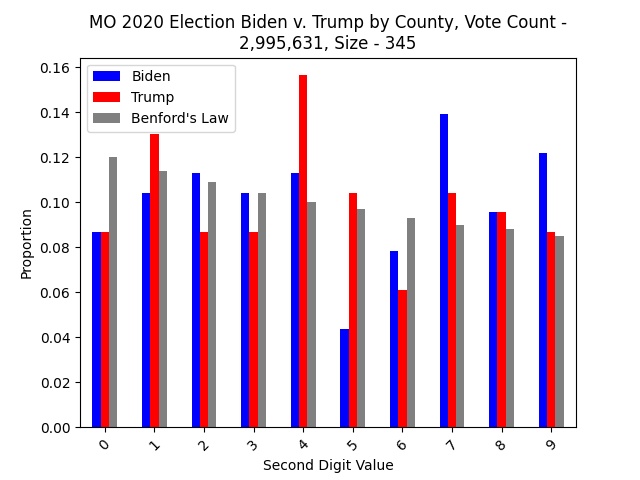 MO 2020 Election Biden v. Trump by County, Vote Count -
2,995,631, Size - 345
Biden
Trump
Benford's Law
0.16
0.14
0.12
0.10
0.08
0.06
0.04
0.02
0.00
Proportion
0 1 2 3 4 5 6 7 8 9
Second Digit Value